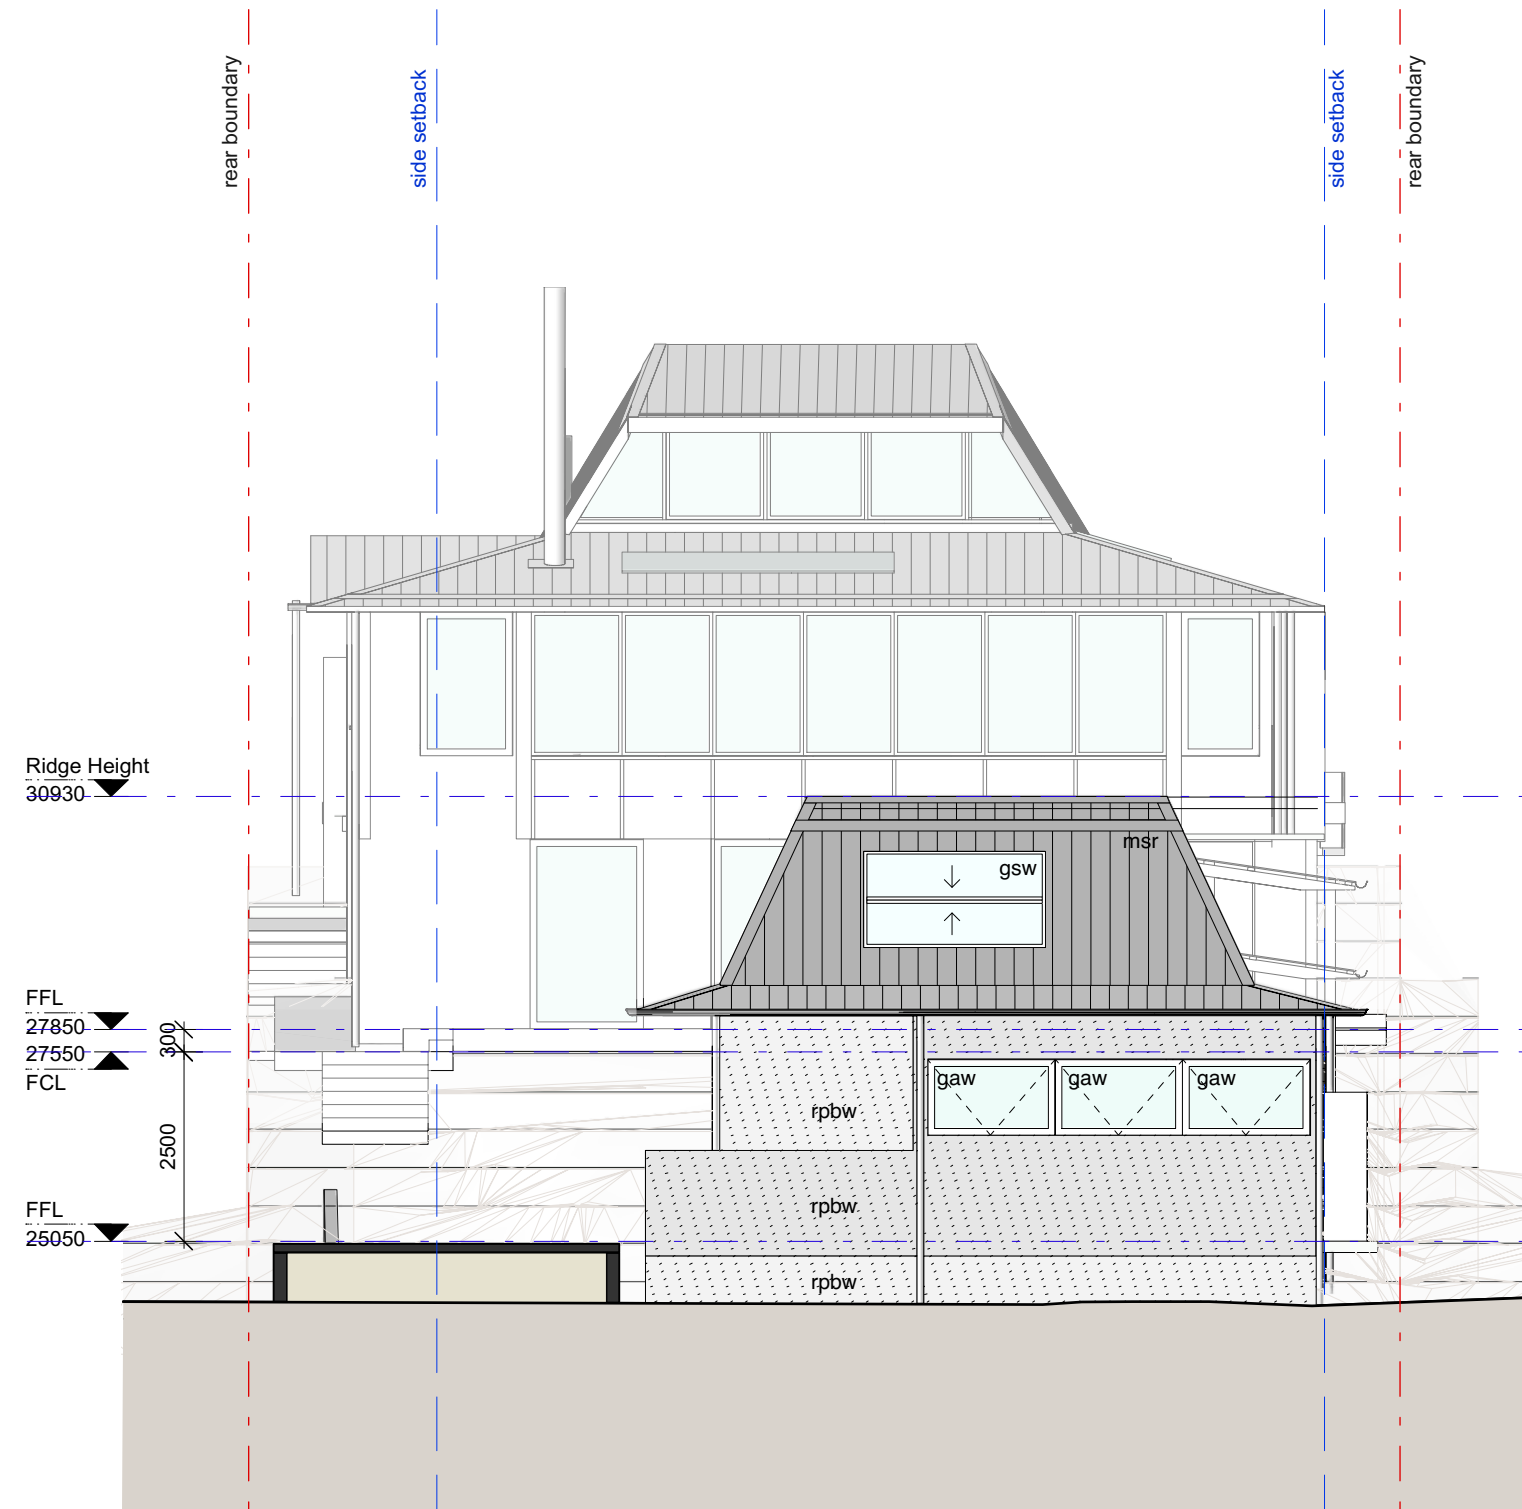 rear boundary
side setback
side setback
rear boundary
Ridge Height
30930
msr
gsw
FFL
27850
300
27550
FCL
gaw
gaw
gaw
rpbw
2500
rpbw
FFL
25050
rpbw